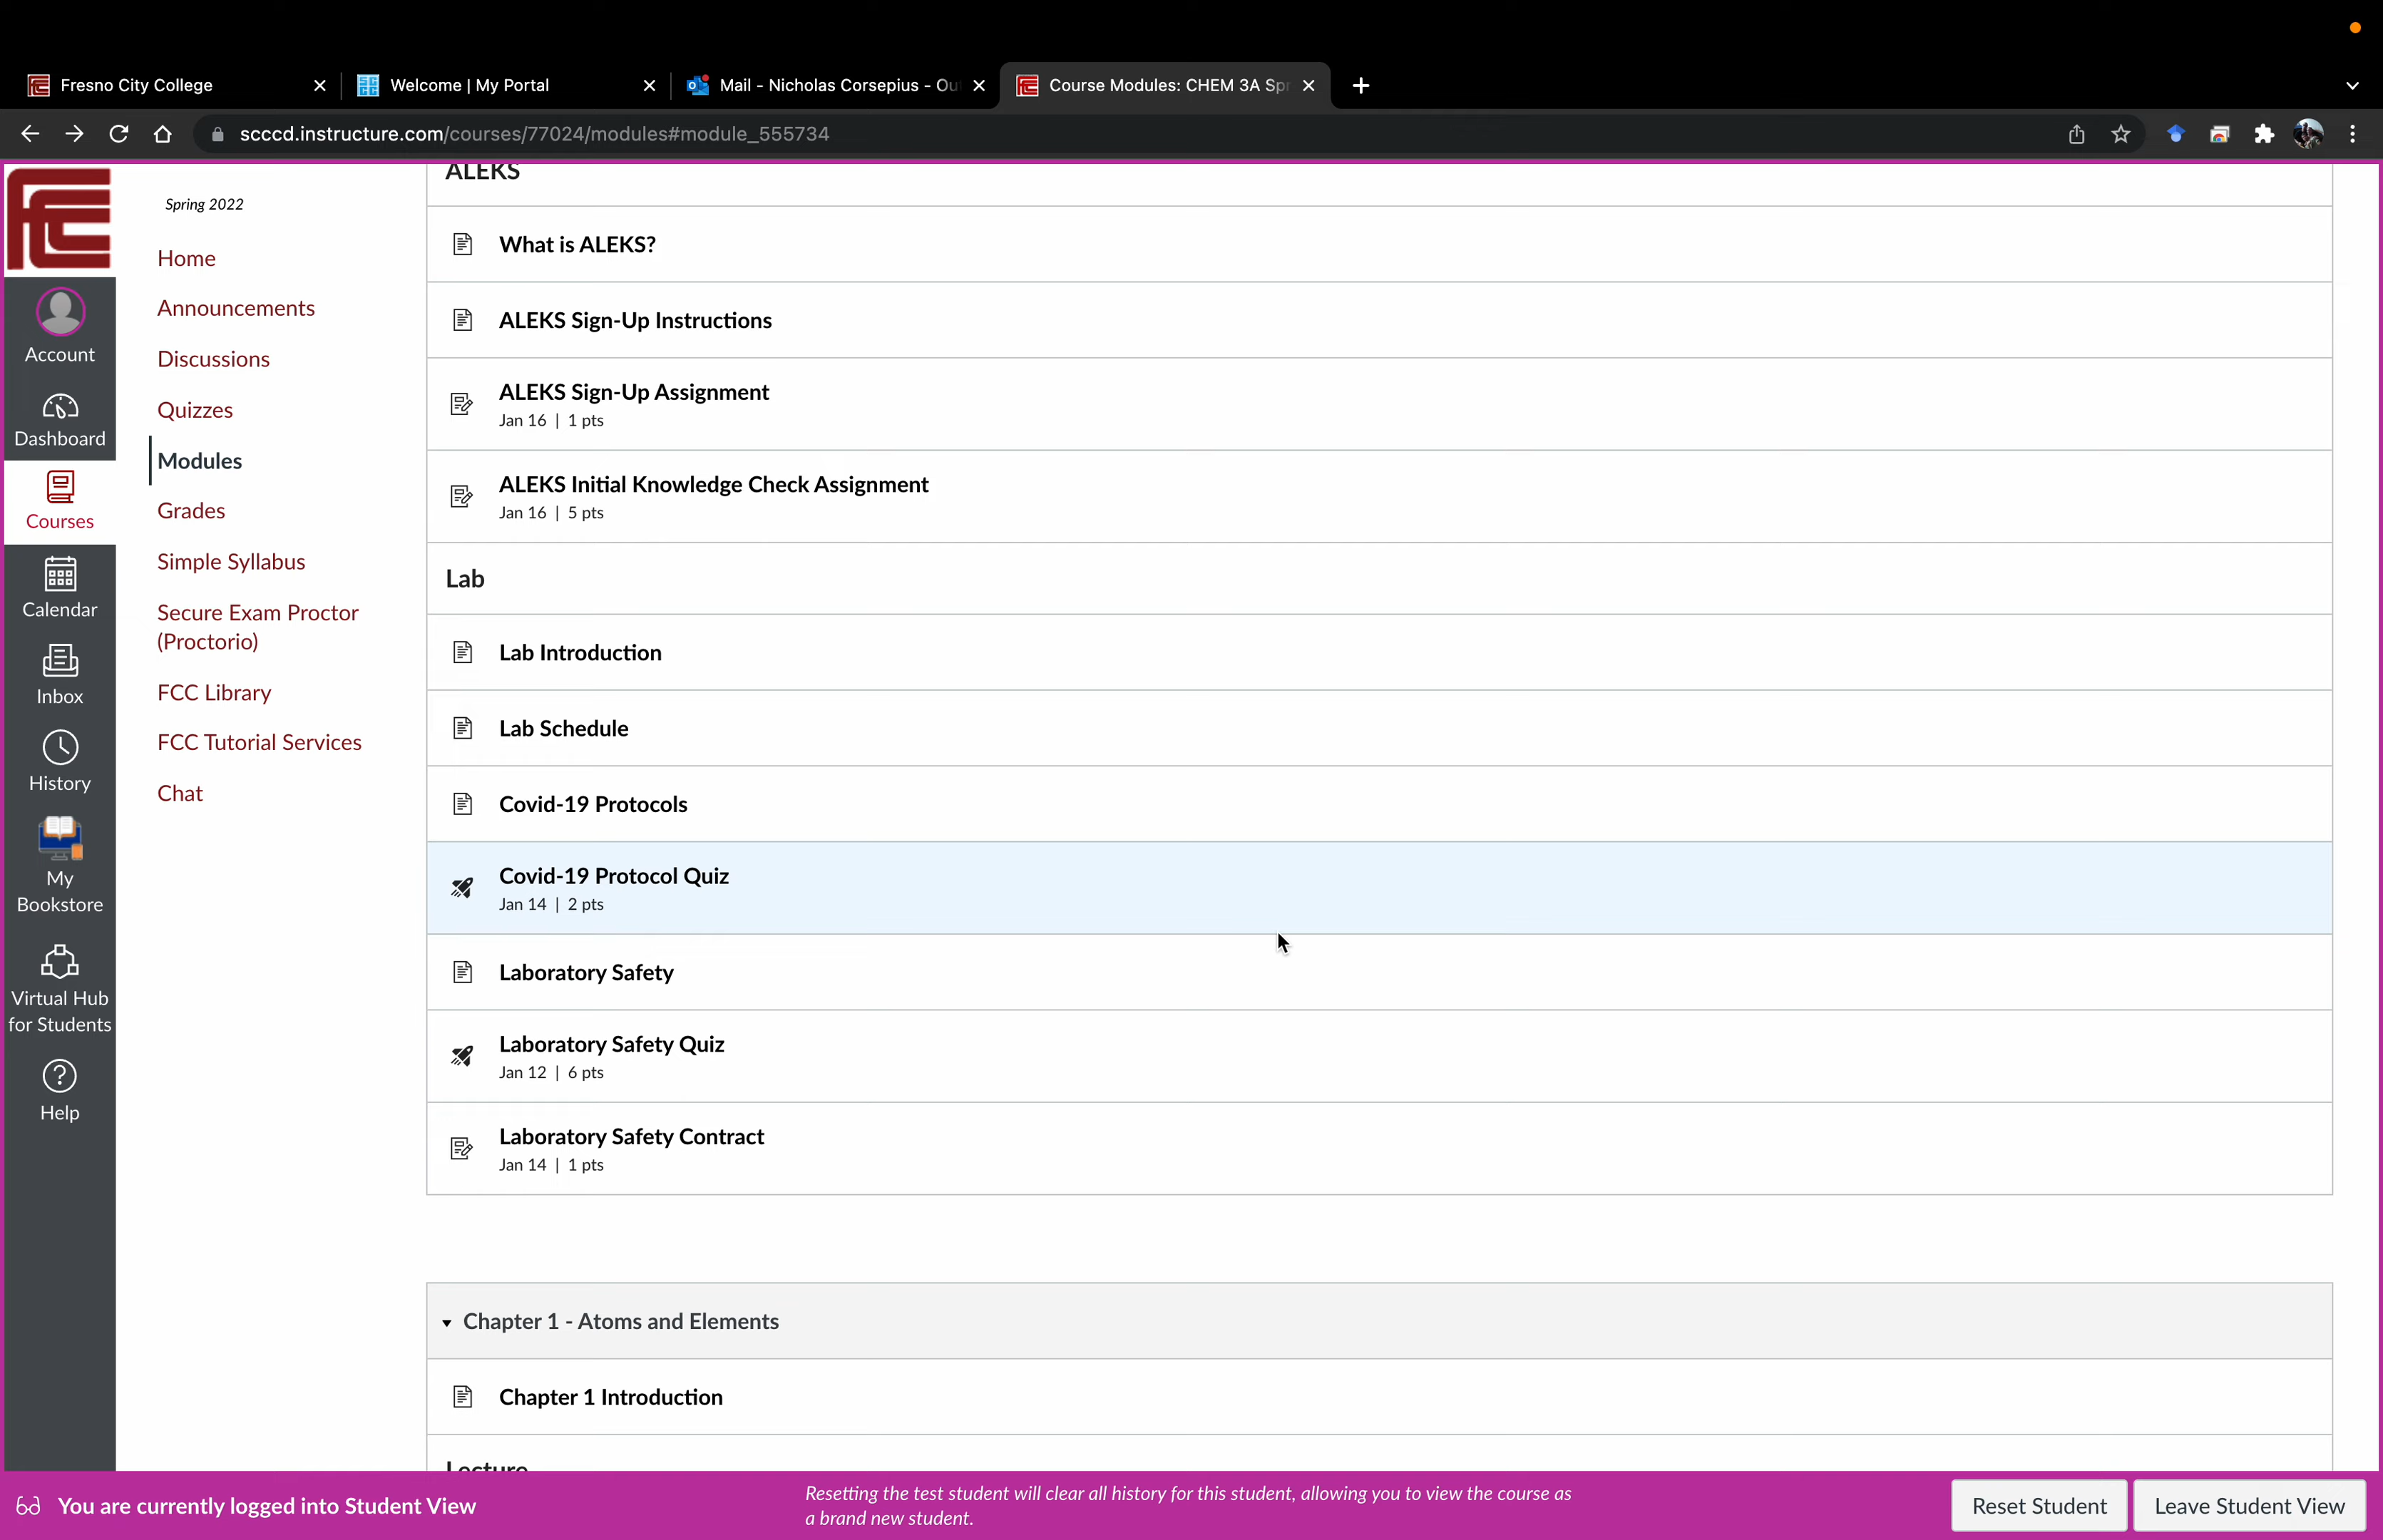 Fresno City College
Welcome | My Portal
Mail - Nicholas Corsepius - Ou
Course Modules: CHEM 3A Spr
scccd.instructure.com/courses/77024/modules#module_555734
Account
Dashboard
Courses
Calendar
Inbox
History
My
Bookstore
Virtual Hub
for Students
Help
Spring 2022
Home
Announcements
Discussions
Quizzes
Modules
Grades
Simple Syllabus
Secure Exam Proctor
(Proctorio)
FCC Library
FCC Tutorial Services
Chat
ALEKS
What is ALEKS?
ALEKS Sign-Up Instructions
ALEKS Sign-Up Assignment
Jan 16 | 1 pts
ALEKS Initial Knowledge Check Assignment
Jan 16 | 5 pts
Lab
Lab Introduction
Lab Schedule
Covid-19 Protocols
Covid-19 Protocol Quiz
Jan 14 | 2 pts
Laboratory Safety
Laboratory Safety Quiz
Jan 12 | 6 pts
Laboratory Safety Contract
Jan 14 | 1 pts
Chapter 1 - Atoms and Elements
Chapter 1 Introduction
Lecture
You are currently logged into Student View
Resetting the test student will clear all history for this student, allowing you to view the course as
a brand new student.
Reset Student
Leave Student View